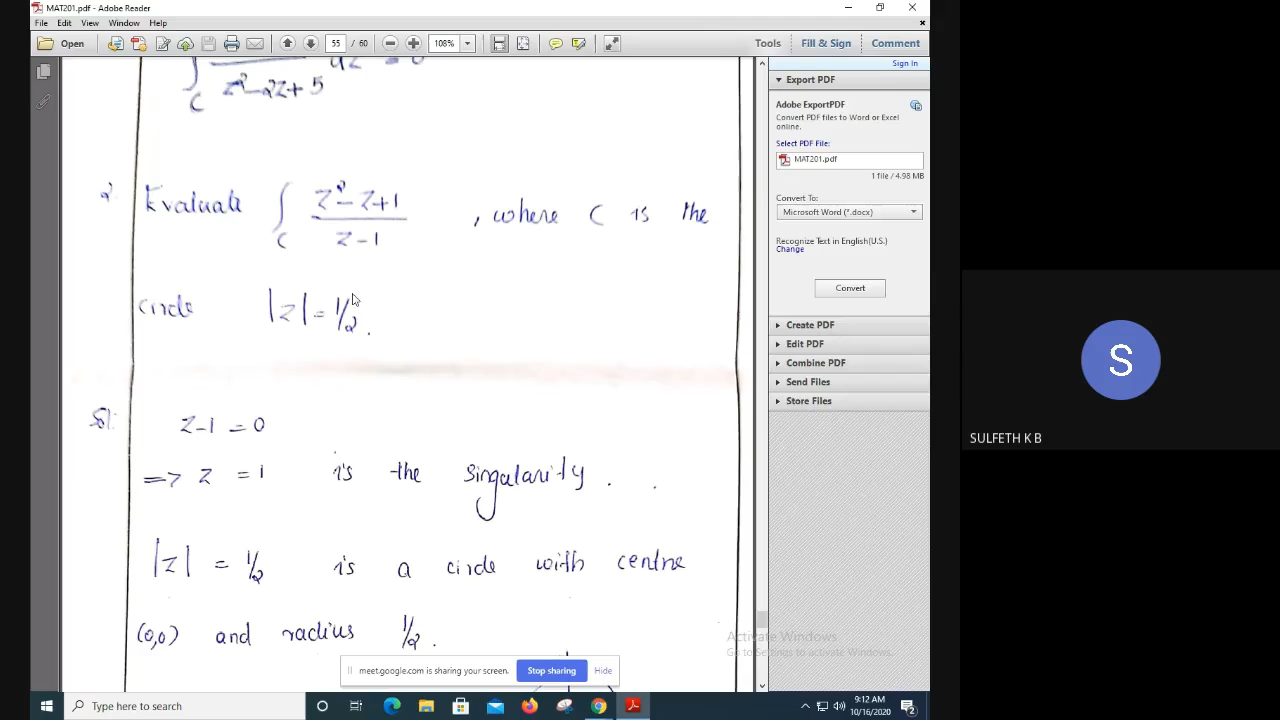 MAT201.pdf - Adobe Reader
File Edit View Window Help
Open 55 / 60 108% Tools Fill & Sign Comment
Sign In
∫ dz = 0
C z² - 2z + 5
2. Evaluate ∫ z² - z + 1 , where C is the
C z - 1
circle |z| = 1/2 .
Sol: z - 1 = 0
=> z = 1 is the singularity .
|z| = 1/2 is a circle with centre
(0,0) and radius 1/2 .
Export PDF
Adobe ExportPDF
Convert PDF files to Word or Excel
online.
Select PDF File:
MAT201.pdf
1 file / 4.98 MB
Convert To:
Microsoft Word (*.docx)
Recognize Text in English(U.S.)
Change
Convert
Create PDF
Edit PDF
Combine PDF
Send Files
Store Files
Activate Windows
Go to Settings to activate Windows.
meet.google.com is sharing your screen. Stop sharing Hide
Type here to search
9:12 AM
10/16/2020
2
S
SULFETH K B